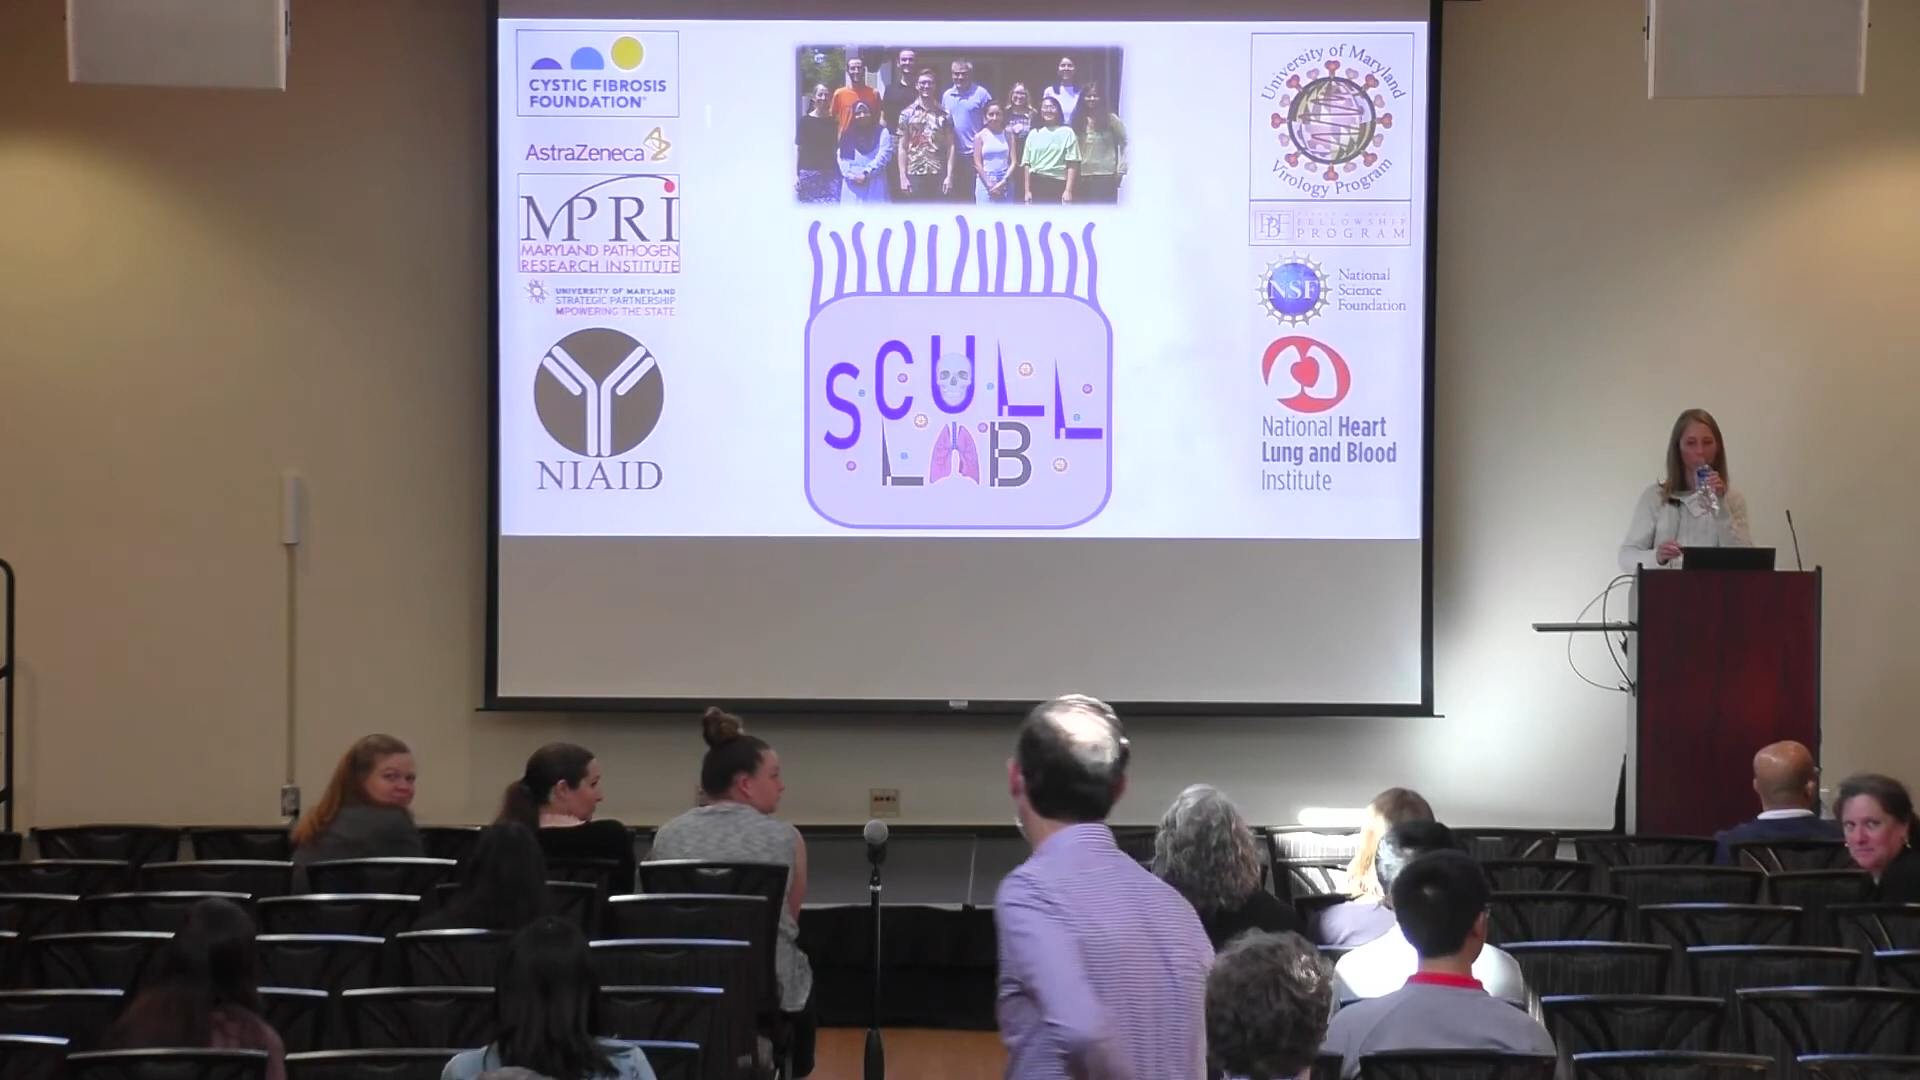 CYSTIC FIBROSIS
FOUNDATION
AstraZeneca
MPRI
MARYLAND PATHOGEN
RESEARCH INSTITUTE
UNIVERSITY OF MARYLAND
STRATEGIC PARTNERSHIP
MPOWERING THE STATE
NIAID
SCULL
LAB
University of Maryland
Virology Program
PBF
FELLOWSHIP
PROGRAM
NSF
National
Science
Foundation
National Heart
Lung and Blood
Institute